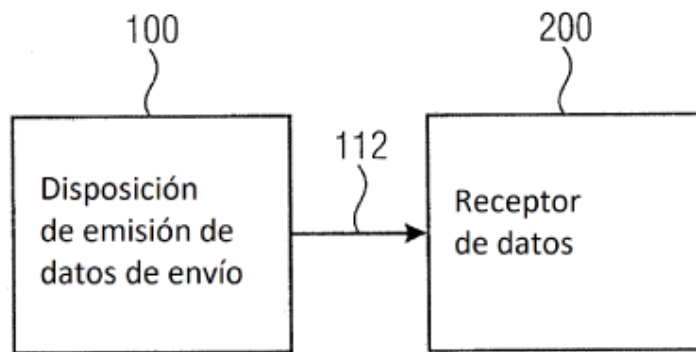 100
200
112
Disposición
de emisión de
datos de envío
Receptor
de datos